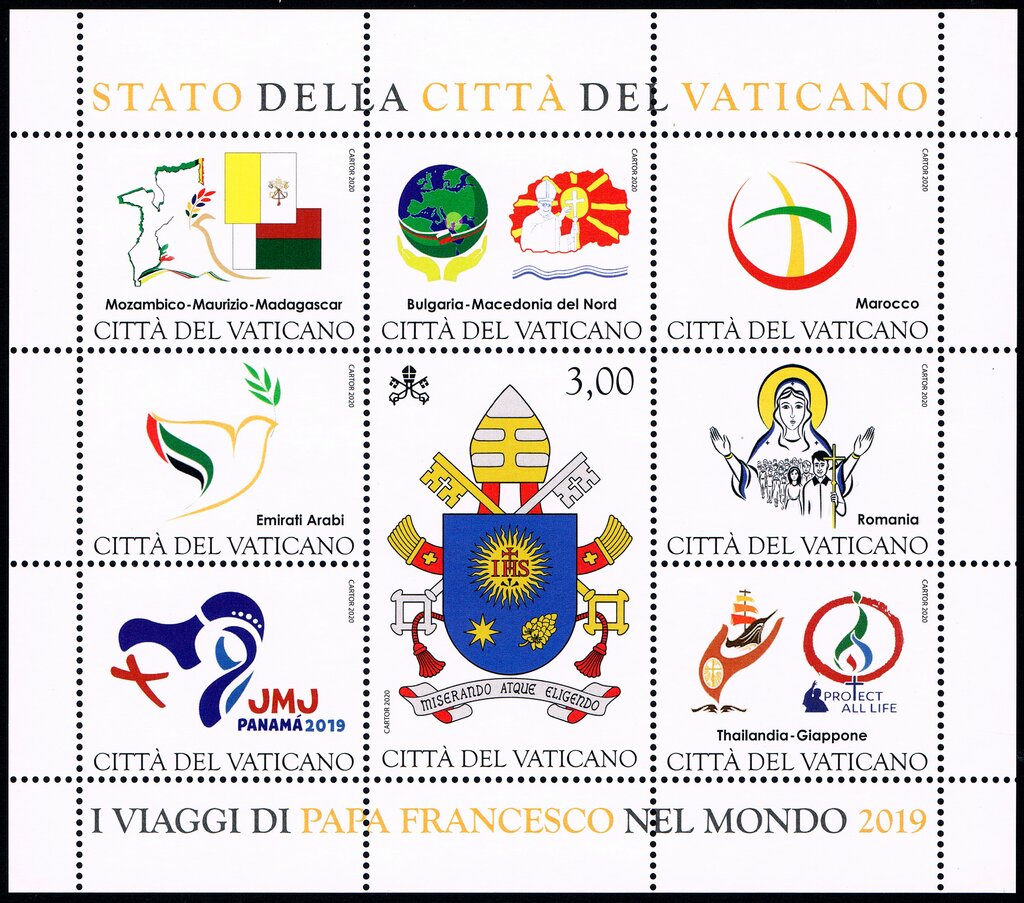 STATO DELLA CITTÀ DEL VATICANO
CARTOR 2020
Mozambico-Maurizio-Madagascar
CITTÀ DEL VATICANO
CARTOR 2020
Bulgaria-Macedonia del Nord
CITTÀ DEL VATICANO
CARTOR 2020
Marocco
CITTÀ DEL VATICANO
CARTOR 2020
Emirati Arabi
CITTÀ DEL VATICANO
3,00
IHS
MISERANDO ATQUE ELIGENDO
CARTOR 2020
CITTÀ DEL VATICANO
CARTOR 2020
Romania
CITTÀ DEL VATICANO
CARTOR 2020
JMJ
PANAMÁ 2019
CITTÀ DEL VATICANO
CARTOR 2020
PROTECT
ALL LIFE
Thailandia-Giappone
CITTÀ DEL VATICANO
I VIAGGI DI PAPA FRANCESCO NEL MONDO 2019